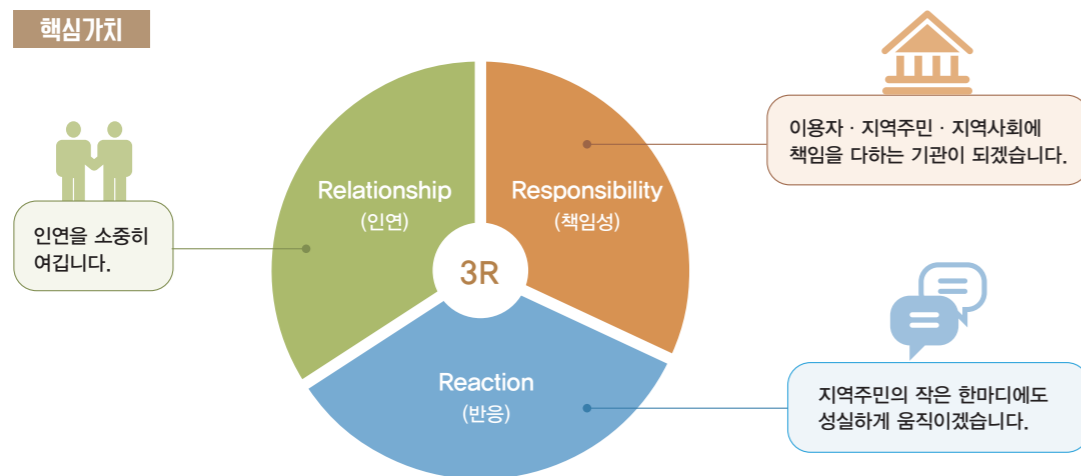 핵심가치
Relationship
(인연)
Responsibility
(책임성)
3R
Reaction
(반응)
인연을 소중히
여깁니다.
이용자 · 지역주민 · 지역사회에
책임을 다하는 기관이 되겠습니다.
지역주민의 작은 한마디에도
성실하게 움직이겠습니다.